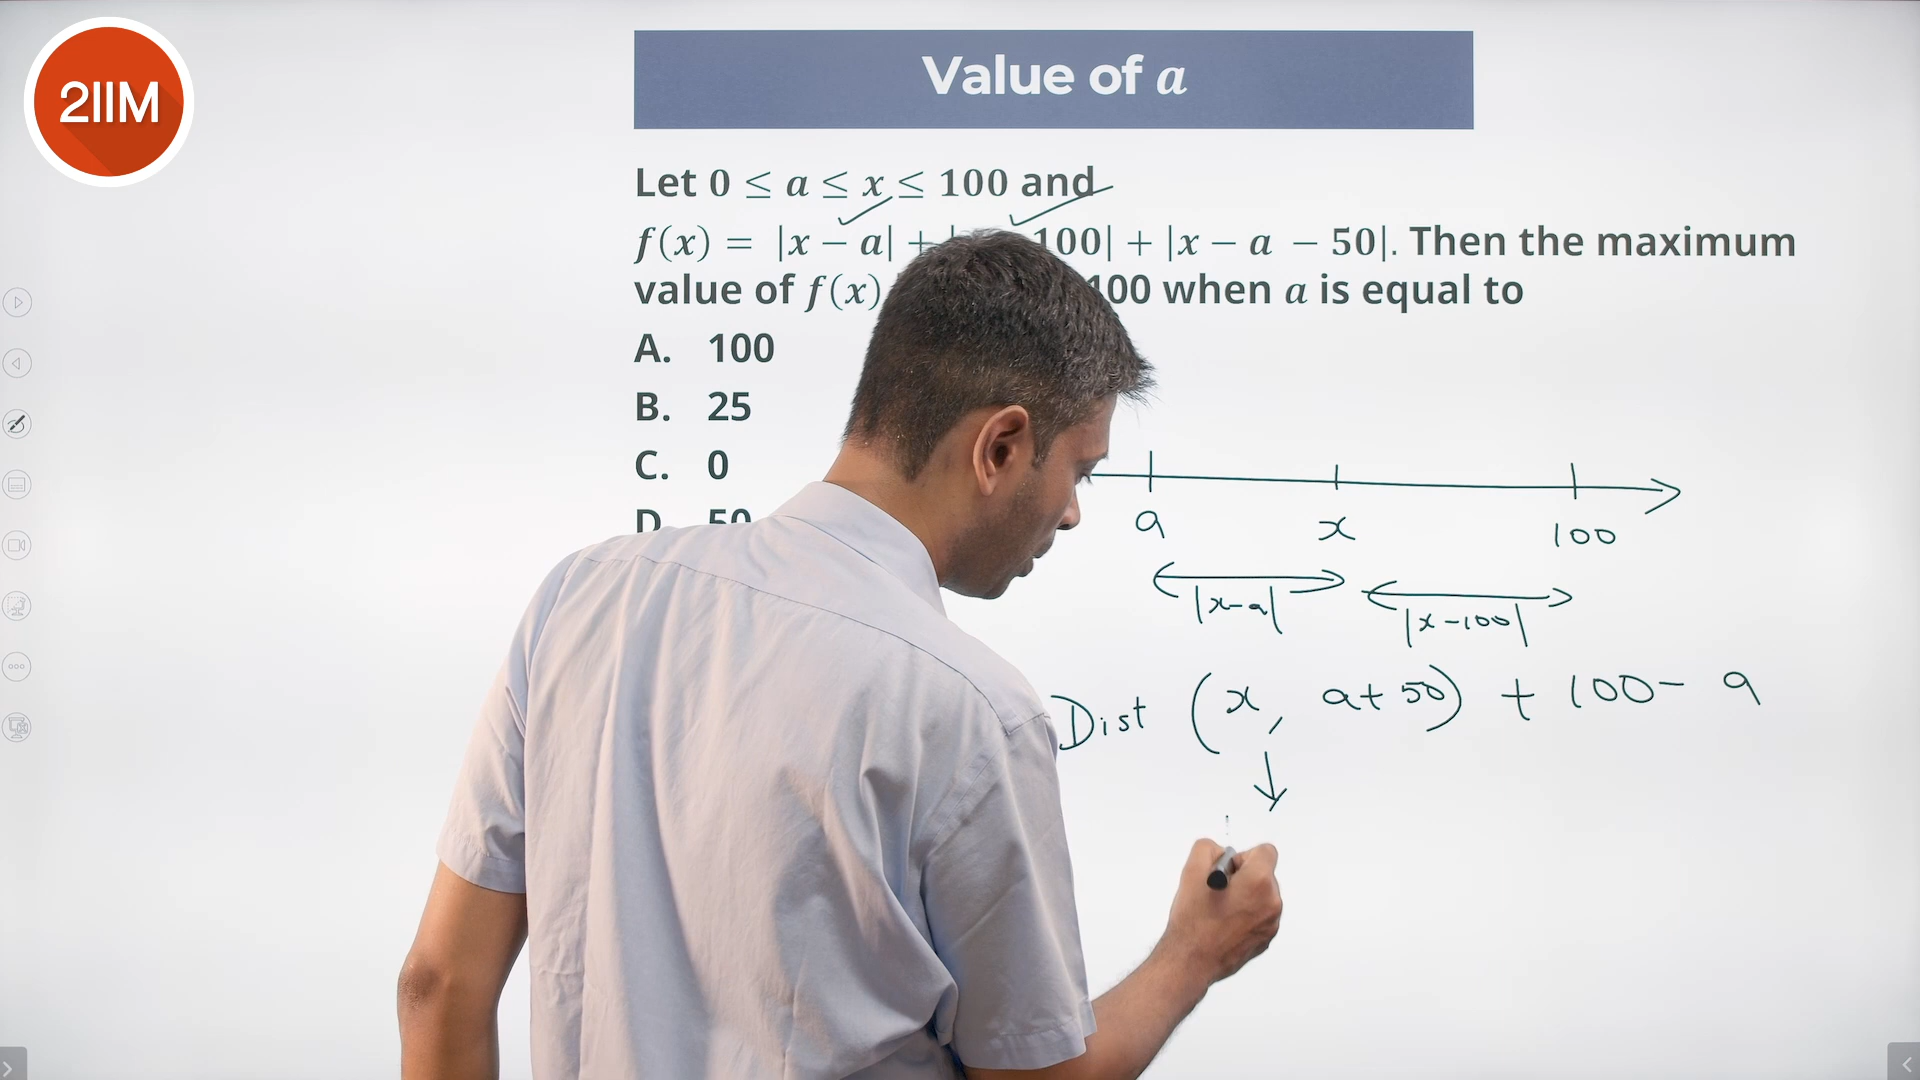 2IIM
Value of a
Let 0 ≤ a ≤ x ≤ 100 and
f(x) = |x − a| + | 100| + |x − a − 50|. Then the maximum
value of f(x) 100 when a is equal to
A. 100
B. 25
C. 0
D. 50
a x 100
|x-a| |x-100|
Dist (x, a+50) + 100 - a